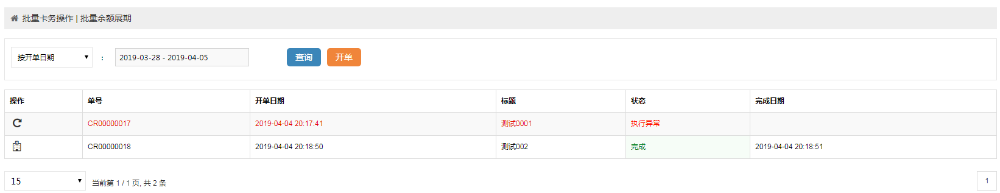 批量卡务操作 | 批量余额展期
按开单日期 : 2019-03-28 - 2019-04-05 查询 开单
操作 单号 开单日期 标题 状态 完成日期
CR00000017 2019-04-04 20:17:41 测试0001 执行异常
CR00000018 2019-04-04 20:18:50 测试002 完成 2019-04-04 20:18:51
15 当前第 1 / 1 页, 共 2 条 1